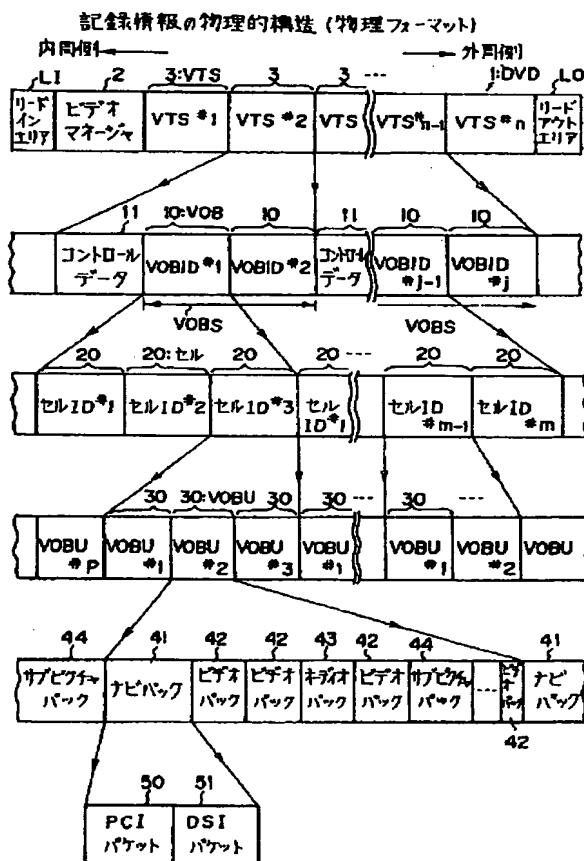 記録情報の物理的構造(物理フォーマット)
内周側 外周側
LI 2 3:VTS 3 3 --- 1:DVD LO
リードインエリア ビデオマネージャ VTS#1 VTS#2 VTS VTS#n-1 VTS#n リードアウトエリア
11 10:VOB 10 11 10 10
コントロールデータ VOBID#1 VOBID#2 コントロールデータ VOBID#j-1 VOBID#j
VOBS VOBS
20 20:セル 20 20 --- 20 20
セルID#1 セルID#2 セルID#3 セルID#1 セルID#m-1 セルID#m
30 30:VOBU 30 30 --- 30 ---
VOBU#P VOBU#1 VOBU#2 VOBU#3 VOBU#1 VOBU#1 VOBU#2 VOBU
44 41 42 42 43 42 44 41
サブピクチャパック ナビパック ビデオパック ビデオパック オーディオパック ビデオパック サブピクチャパック ---- ビデオパック ナビパック
42
50 51
PCIパケット DSIパケット